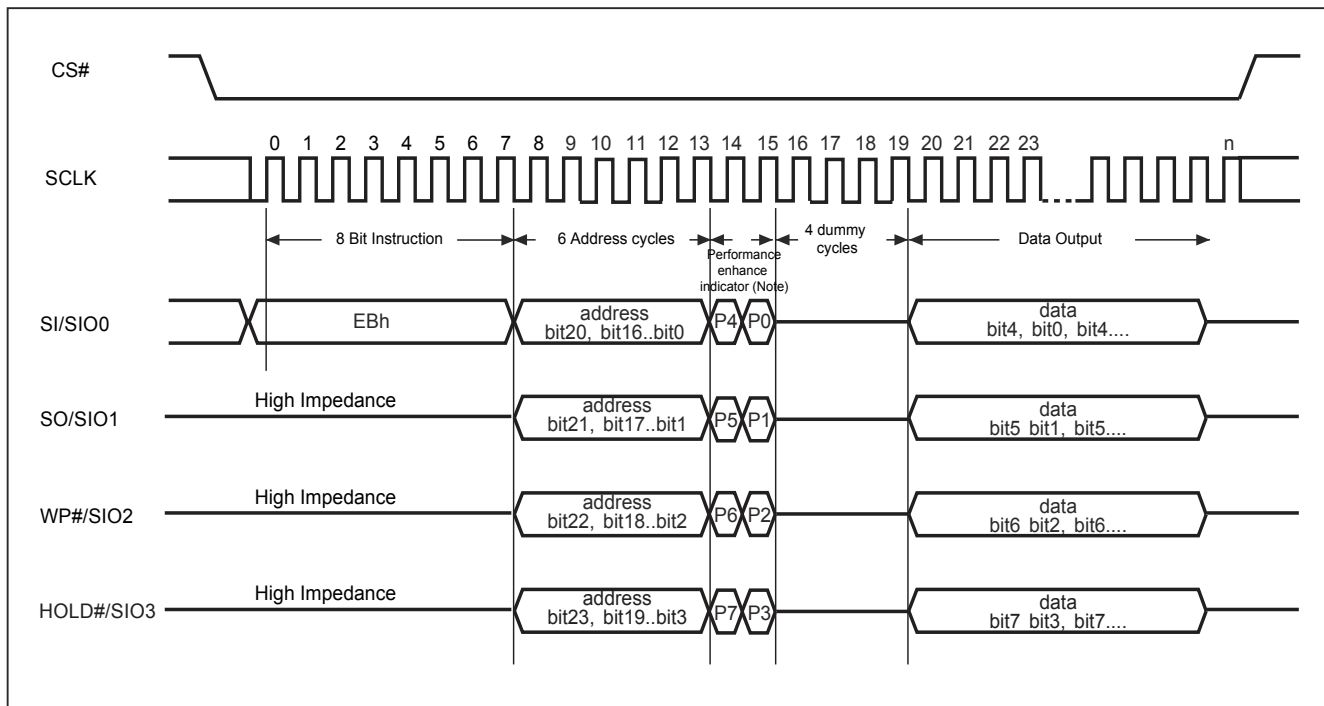 CS#
0 1 2 3 4 5 6 7 8 9 10 11 12 13 14 15 16 17 18 19 20 21 22 23 n
SCLK
8 Bit Instruction
6 Address cycles
Performance
enhance
indicator (Note)
4 dummy
cycles
Data Output
SI/SIO0
EBh
address
bit20, bit16..bit0
P4 P0
data
bit4, bit0, bit4....
SO/SIO1
High Impedance
address
bit21, bit17..bit1
P5 P1
data
bit5 bit1, bit5....
WP#/SIO2
High Impedance
address
bit22, bit18..bit2
P6 P2
data
bit6 bit2, bit6....
HOLD#/SIO3
High Impedance
address
bit23, bit19..bit3
P7 P3
data
bit7 bit3, bit7....